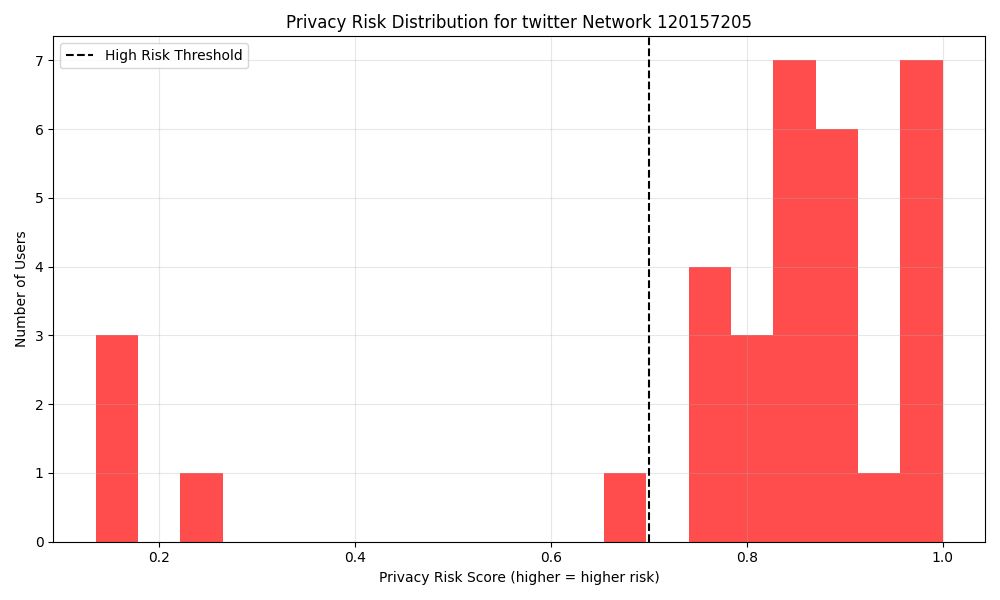 Privacy Risk Distribution for twitter Network 120157205
High Risk Threshold
Number of Users
7
6
5
4
3
2
1
0
0.2 0.4 0.6 0.8 1.0
Privacy Risk Score (higher = higher risk)